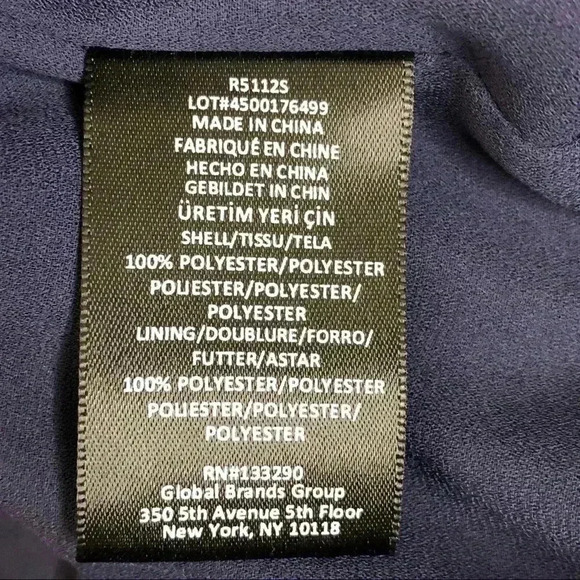 R5112S
LOT#4500176499
MADE IN CHINA
FABRIQUÉ EN CHINE
HECHO EN CHINA
GEBILDET IN CHIN
ÜRETİM YERİ ÇİN
SHELL/TISSU/TELA
100% POLYESTER/POLYESTER
POLIESTER/POLYESTER/
POLYESTER
LINING/DOUBLURE/FORRO/
FUTTER/ASTAR
100% POLYESTER/POLYESTER
POLIESTER/POLYESTER/
POLYESTER
RN#133290
Global Brands Group
350 5th Avenue 5th Floor
New York, NY 10118